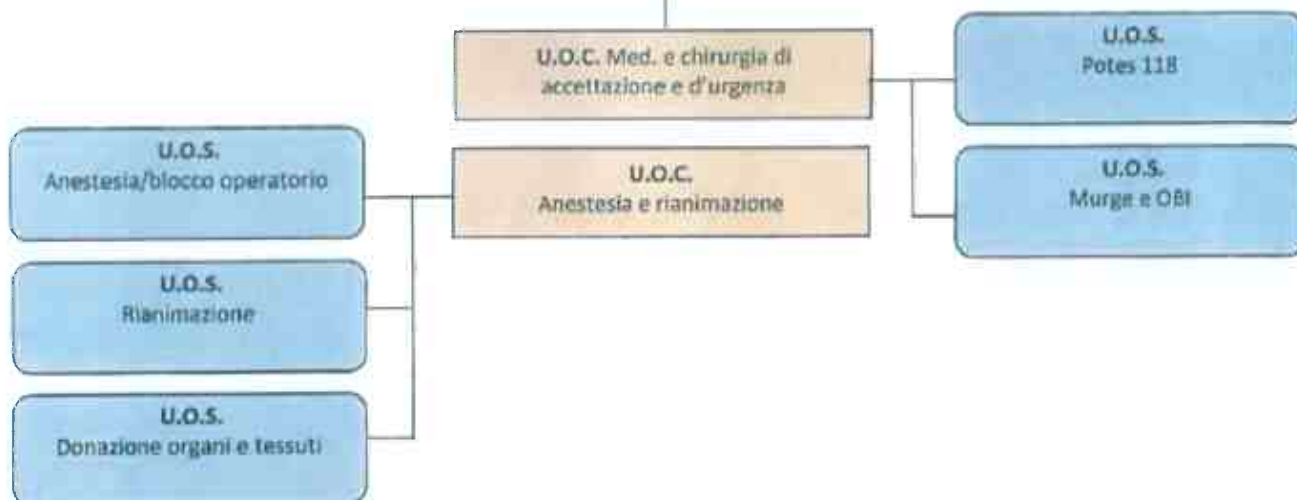 U.O.C. Med. e chirurgia di
accettazione e d'urgenza
U.O.S.
Potes 118
U.O.S.
Murge e OBI
U.O.C.
Anestesia e rianimazione
U.O.S.
Anestesia/blocco operatorio
U.O.S.
Rianimazione
U.O.S.
Donazione organi e tessuti